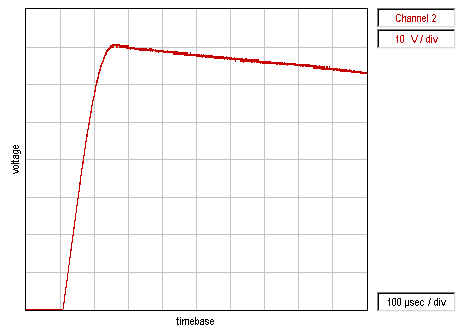 Channel 2
10 V / div
voltage
100 µsec / div
timebase